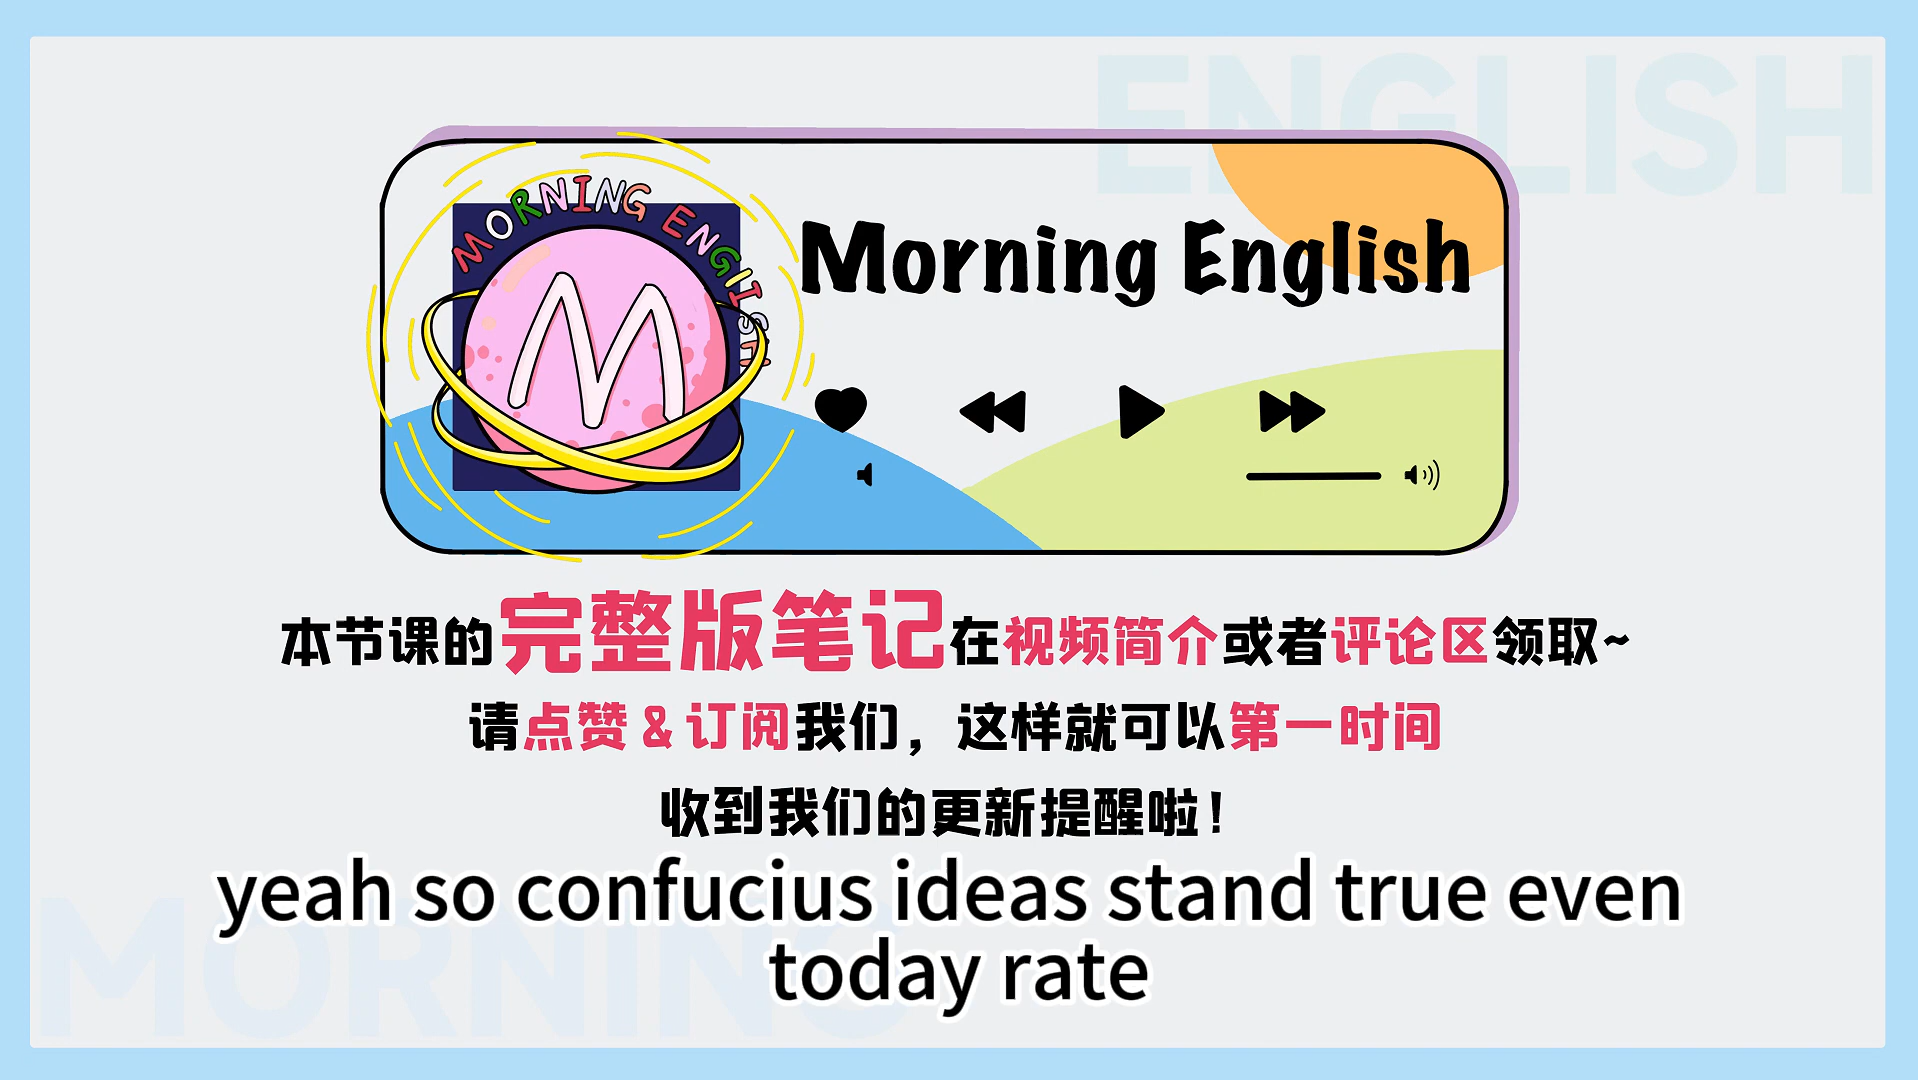 ENGLISH
MORNING ENGLISH
M
Morning English
本节课的完整版笔记在视频简介或者评论区领取~
请点赞&订阅我们，这样就可以第一时间
收到我们的更新提醒啦！
yeah so confucius ideas stand true even
today rate
MORNING